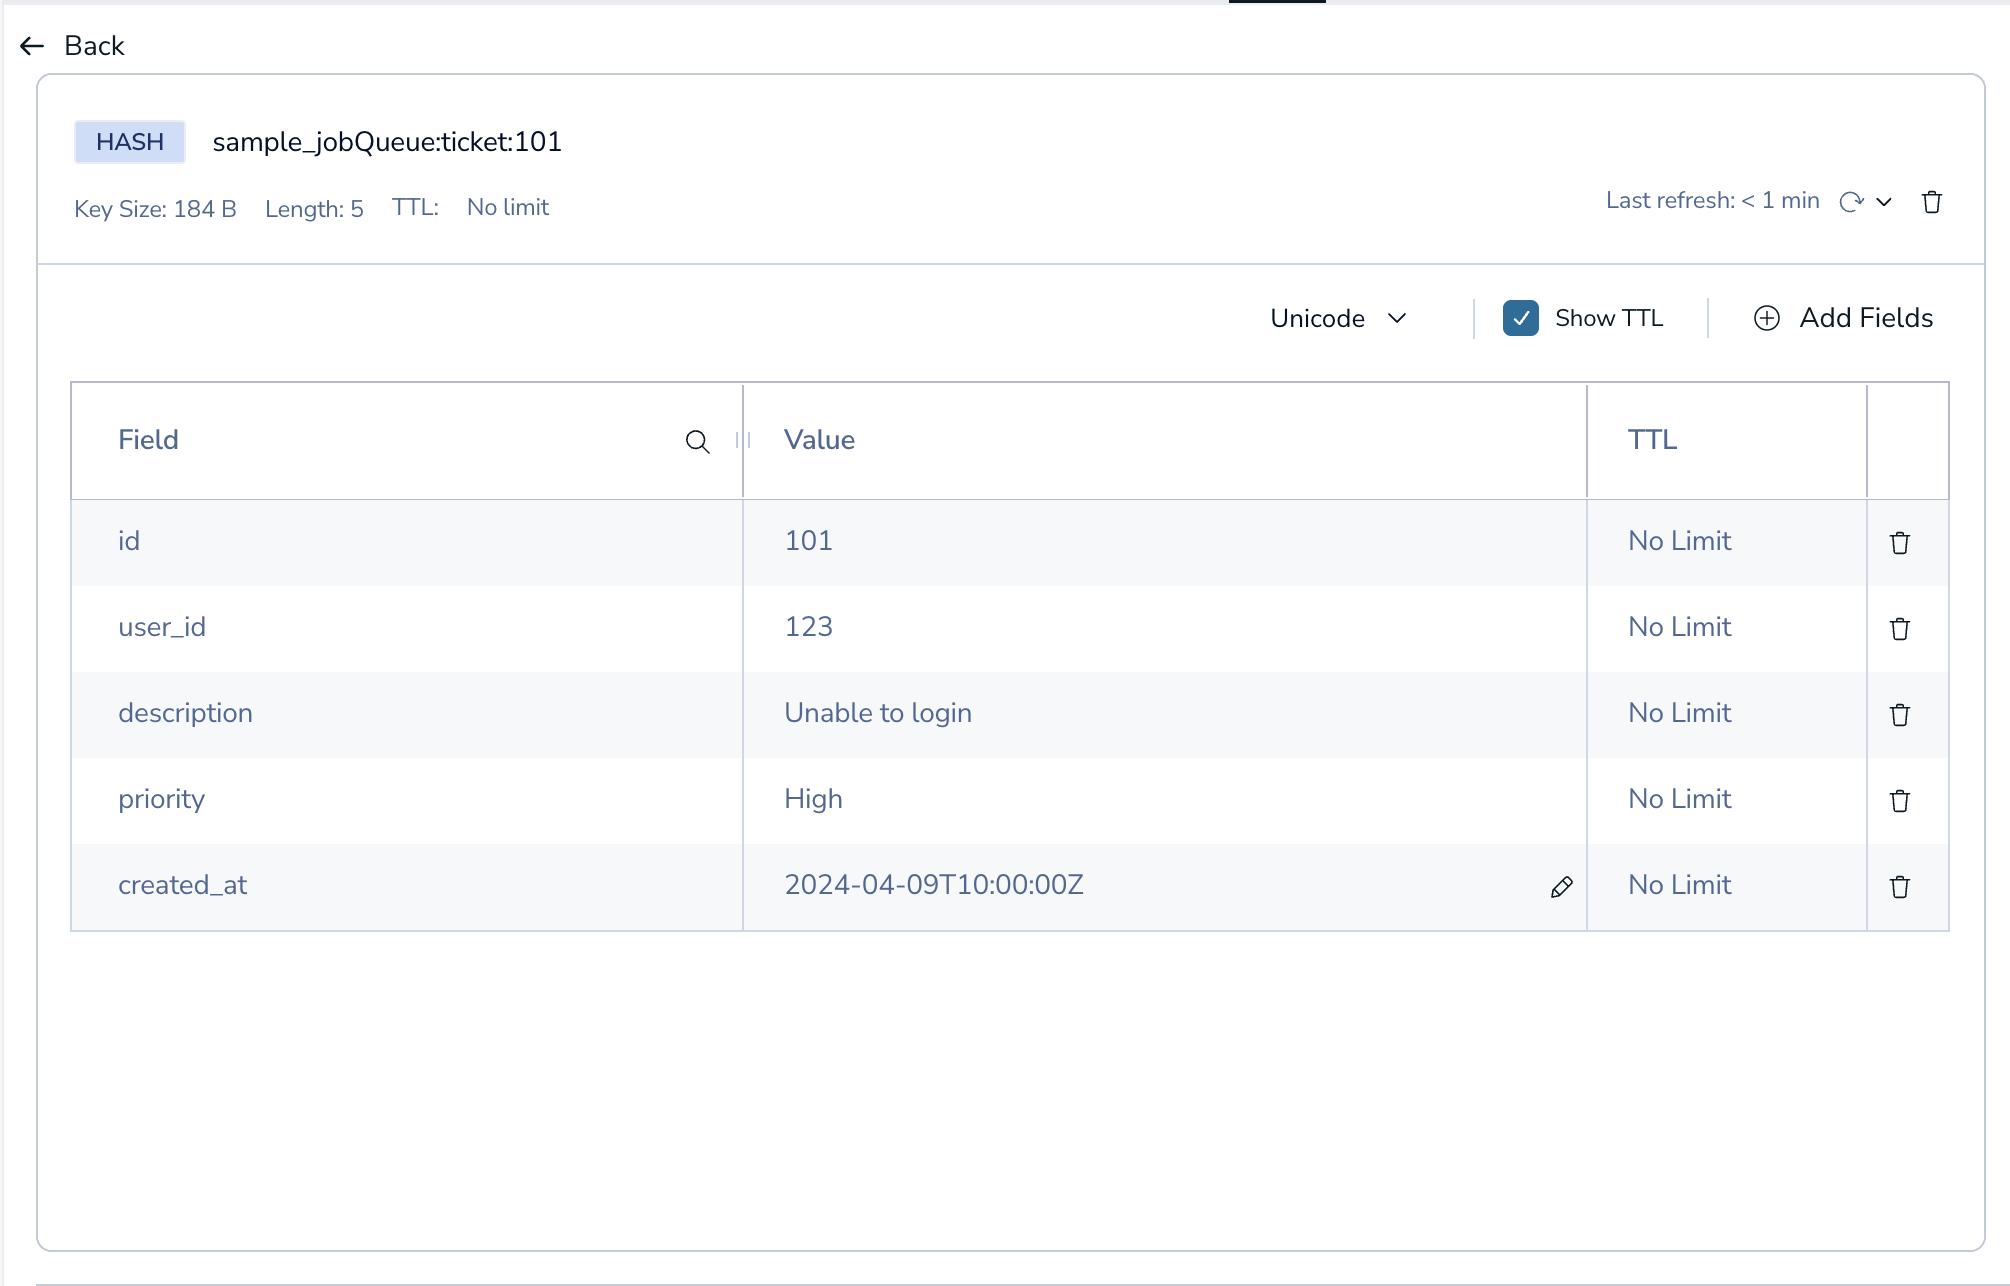 Back
HASH sample_jobQueue:ticket:101
Key Size: 184 B Length: 5 TTL: No limit Last refresh: < 1 min
Unicode Show TTL Add Fields
Field Value TTL
id 101 No Limit
user_id 123 No Limit
description Unable to login No Limit
priority High No Limit
created_at 2024-04-09T10:00:00Z No Limit